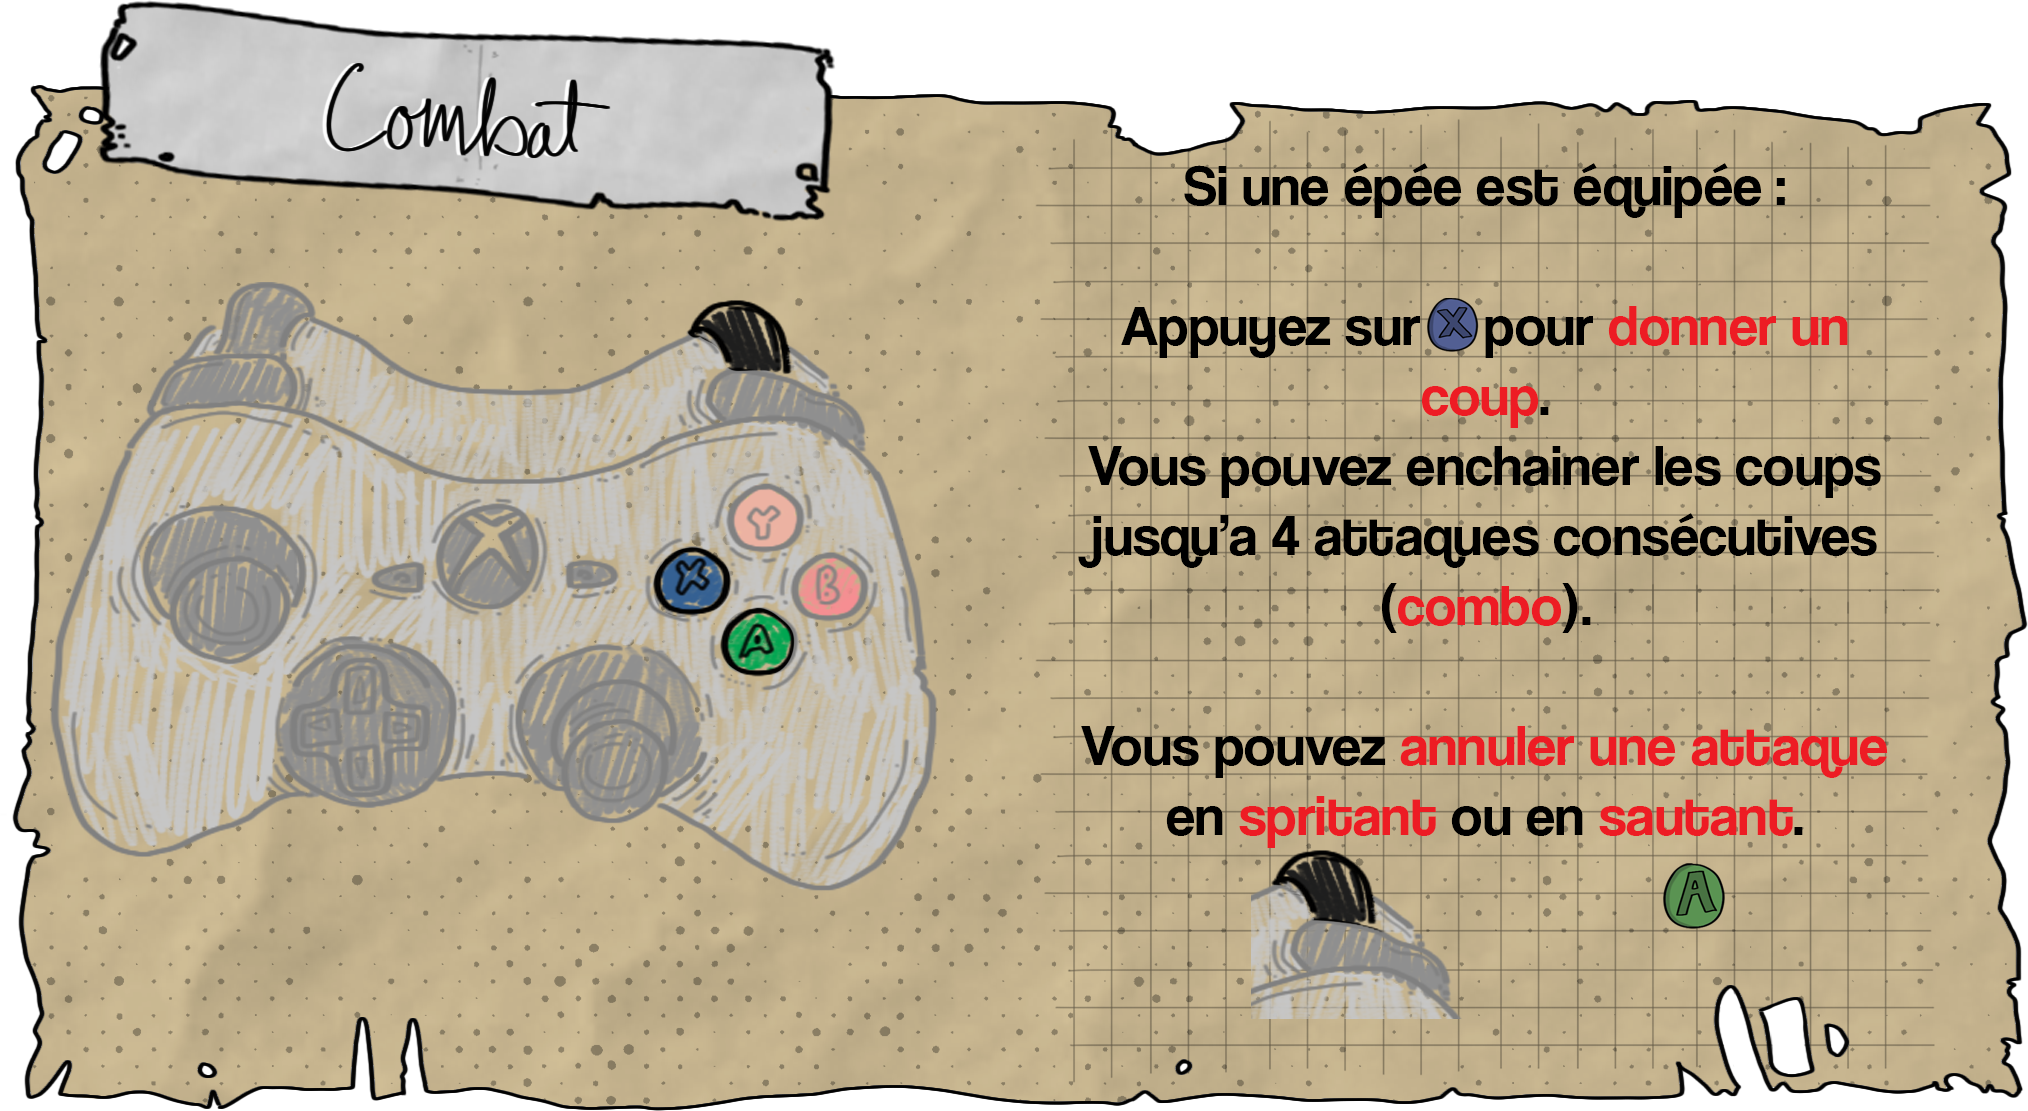 Combat
Si une épée est équipée :
Appuyez sur X pour donner un
coup.
Vous pouvez enchainer les coups
jusqu'a 4 attaques consécutives
(combo).
Vous pouvez annuler une attaque
en spritant ou en sautant.
A
Y
X
B
A